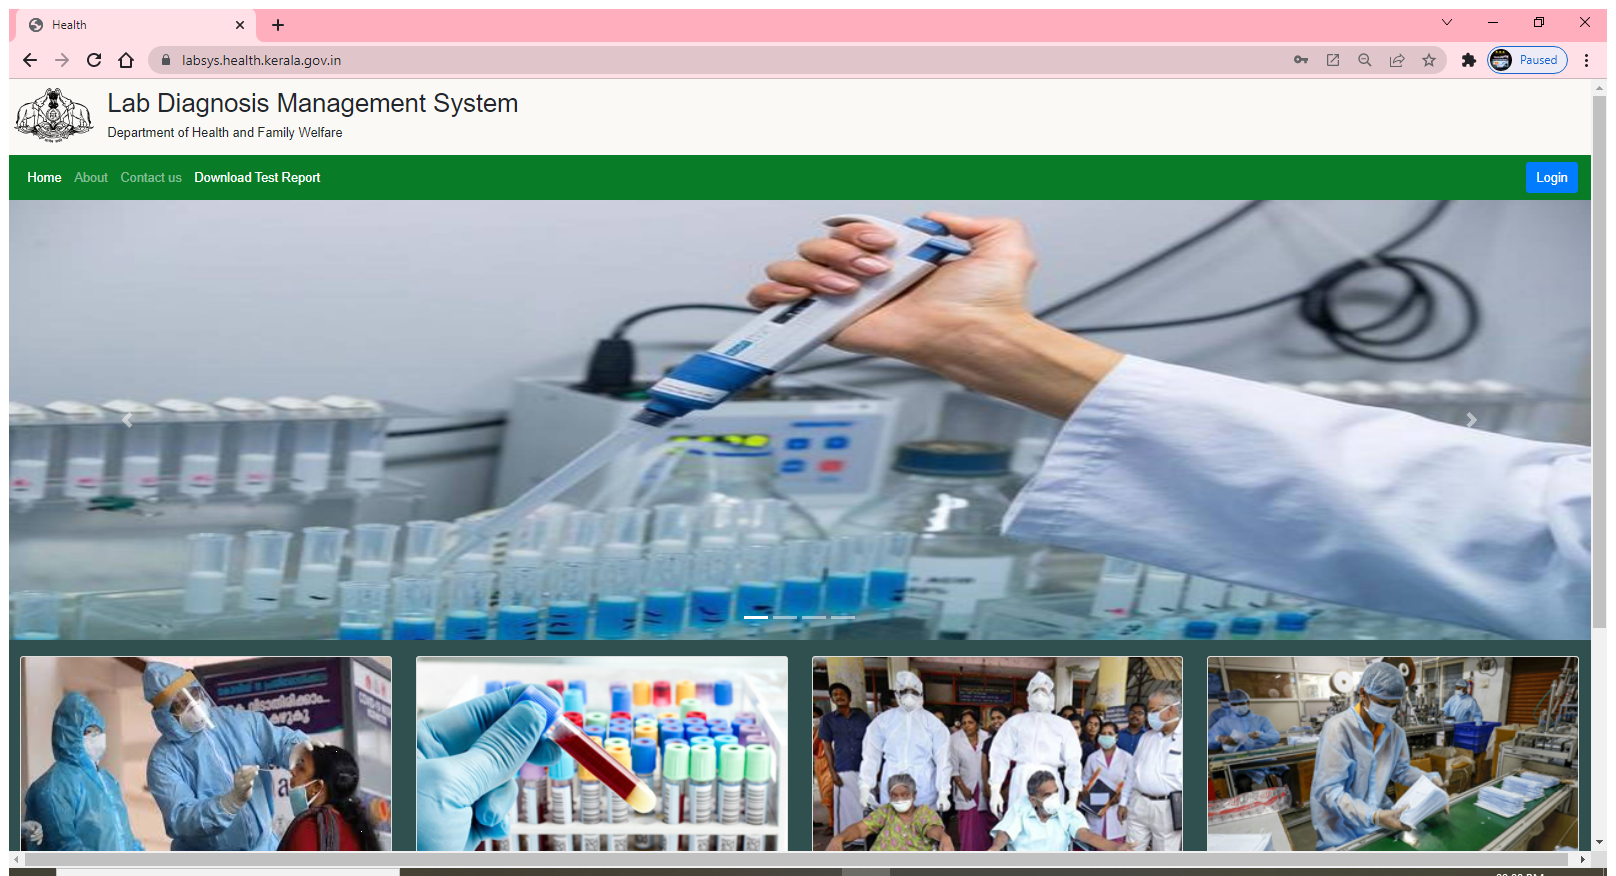 Health
labsys.health.kerala.gov.in
Paused
Lab Diagnosis Management System
Department of Health and Family Welfare
Home About Contact us Download Test Report Login